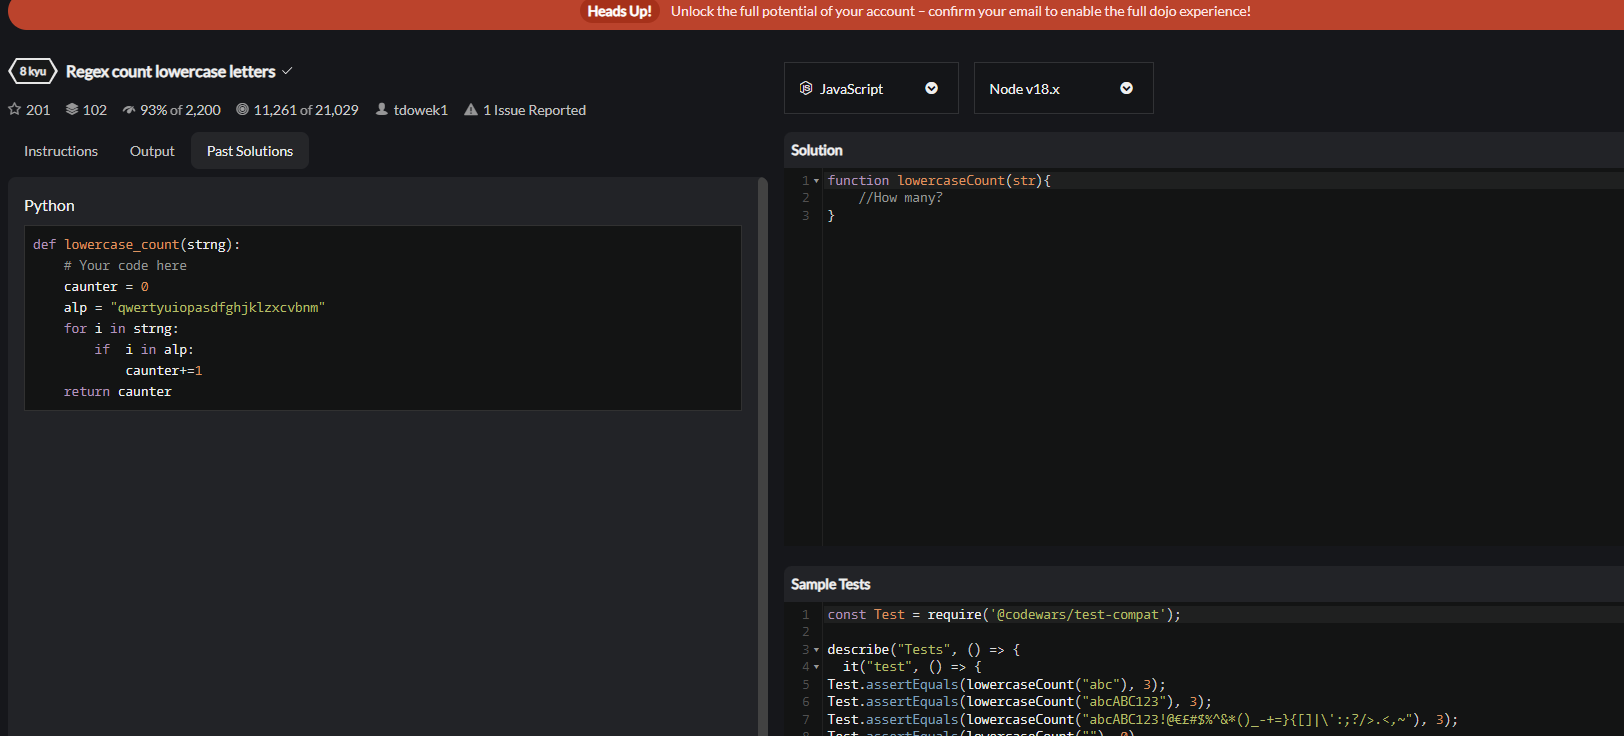 Heads Up! Unlock the full potential of your account – confirm your email to enable the full dojo experience!
8 kyu Regex count lowercase letters
201 102 93% of 2,200 11,261 of 21,029 tdowek1 1 Issue Reported
Instructions Output Past Solutions
Python
def lowercase_count(strng):
    # Your code here
    caunter = 0
    alp = "qwertyuiopasdfghjklzxcvbnm"
    for i in strng:
        if  i in alp:
            caunter+=1
    return caunter
JS JavaScript Node v18.x
Solution
1 function lowercaseCount(str){
2     //How many?
3 }
Sample Tests
1 const Test = require('@codewars/test-compat');
2
3 describe("Tests", () => {
4   it("test", () => {
5 Test.assertEquals(lowercaseCount("abc"), 3);
6 Test.assertEquals(lowercaseCount("abcABC123"), 3);
7 Test.assertEquals(lowercaseCount("abcABC123!@€£#$%^&*()_-+=}{[]|\':;?/>.<,~"), 3);
8 Test.assertEquals(lowercaseCount(""), 0)